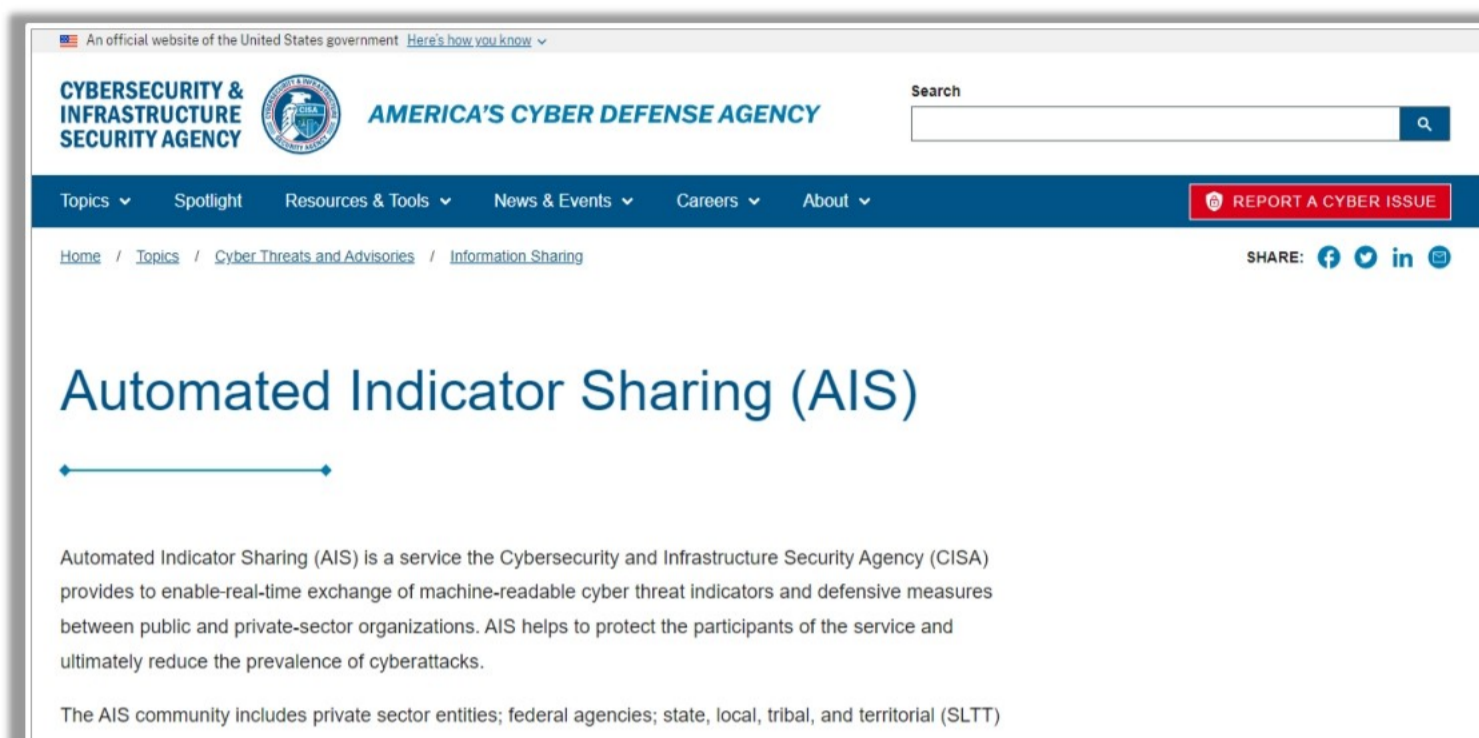 An official website of the United States government Here's how you know
CYBERSECURITY &
INFRASTRUCTURE
SECURITY AGENCY
AMERICA'S CYBER DEFENSE AGENCY
Search
Topics Spotlight Resources & Tools News & Events Careers About REPORT A CYBER ISSUE
Home / Topics / Cyber Threats and Advisories / Information Sharing SHARE:
Automated Indicator Sharing (AIS)
Automated Indicator Sharing (AIS) is a service the Cybersecurity and Infrastructure Security Agency (CISA)
provides to enable-real-time exchange of machine-readable cyber threat indicators and defensive measures
between public and private-sector organizations. AIS helps to protect the participants of the service and
ultimately reduce the prevalence of cyberattacks.
The AIS community includes private sector entities; federal agencies; state, local, tribal, and territorial (SLTT)